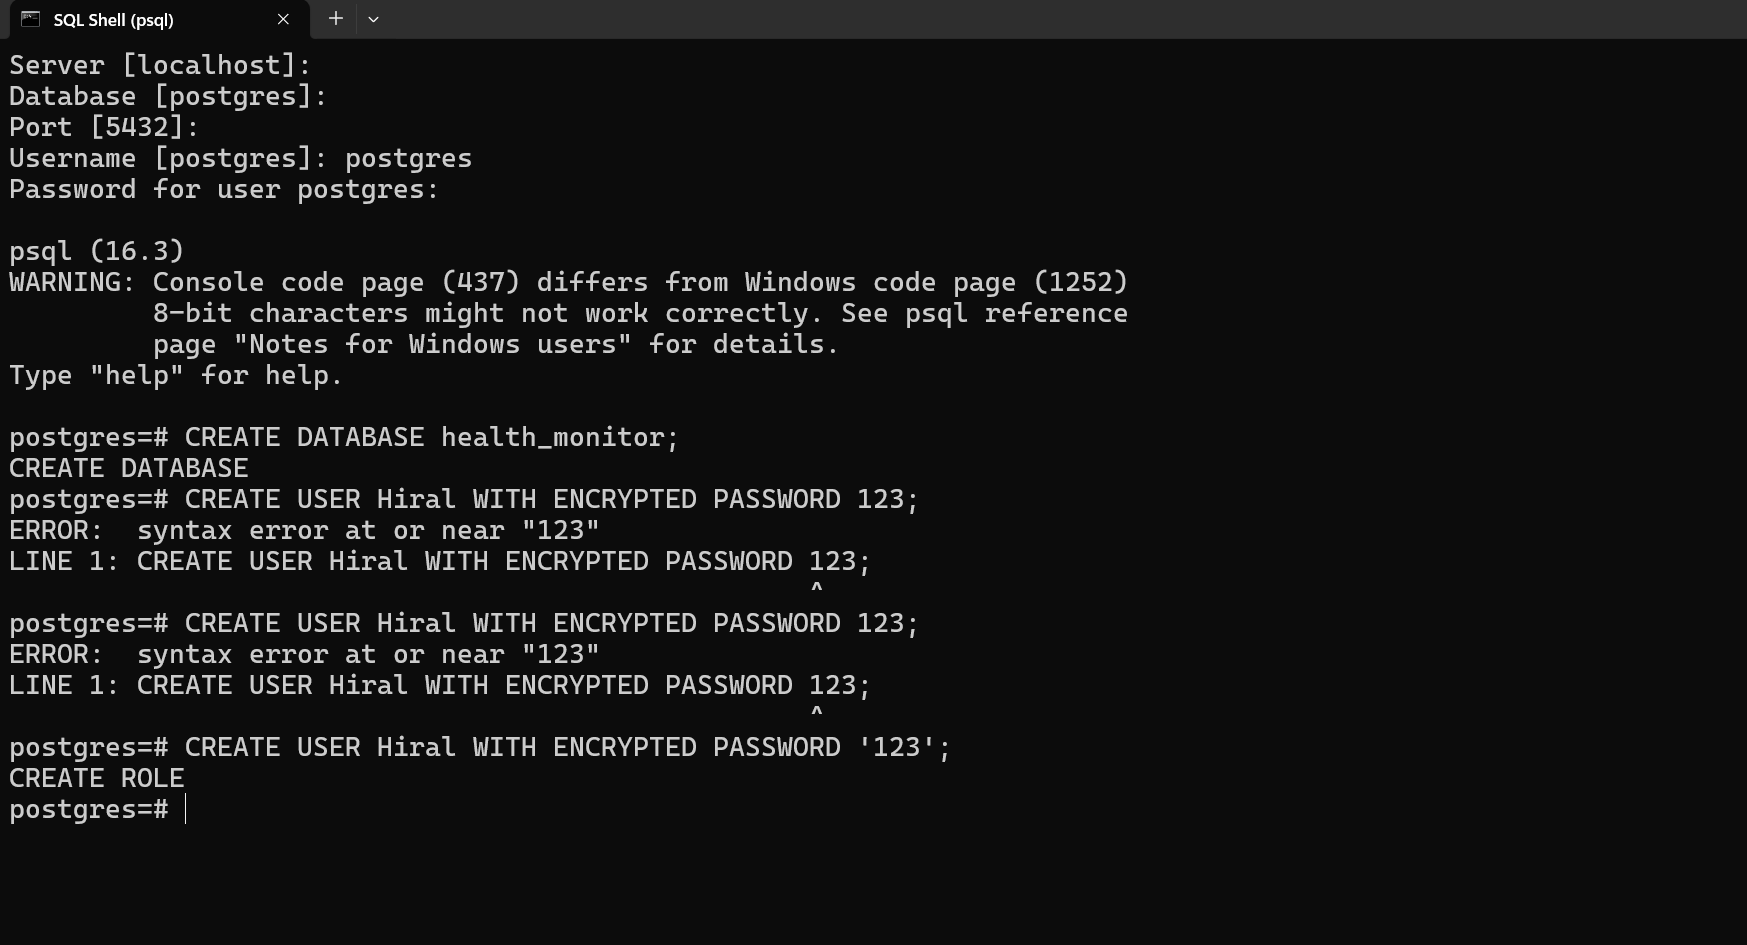 SQL Shell (psql)
Server [localhost]:
Database [postgres]:
Port [5432]:
Username [postgres]: postgres
Password for user postgres:
psql (16.3)
WARNING: Console code page (437) differs from Windows code page (1252)
         8-bit characters might not work correctly. See psql reference
         page "Notes for Windows users" for details.
Type "help" for help.
postgres=# CREATE DATABASE health_monitor;
CREATE DATABASE
postgres=# CREATE USER Hiral WITH ENCRYPTED PASSWORD 123;
ERROR:  syntax error at or near "123"
LINE 1: CREATE USER Hiral WITH ENCRYPTED PASSWORD 123;
                                                  ^
postgres=# CREATE USER Hiral WITH ENCRYPTED PASSWORD 123;
ERROR:  syntax error at or near "123"
LINE 1: CREATE USER Hiral WITH ENCRYPTED PASSWORD 123;
                                                  ^
postgres=# CREATE USER Hiral WITH ENCRYPTED PASSWORD '123';
CREATE ROLE
postgres=#